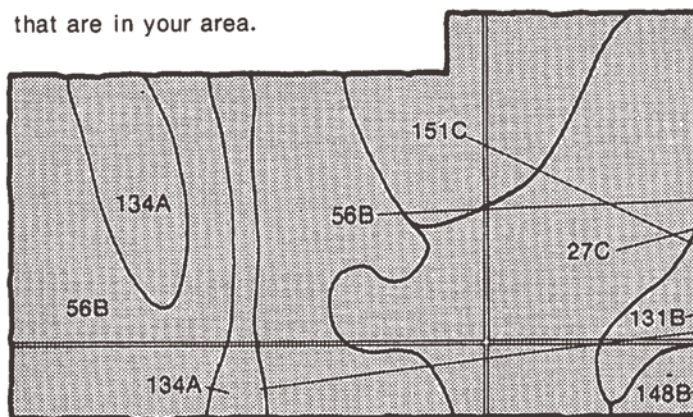 that are in your area.
151C
134A
56B
27C
56B
131B
134A
148B